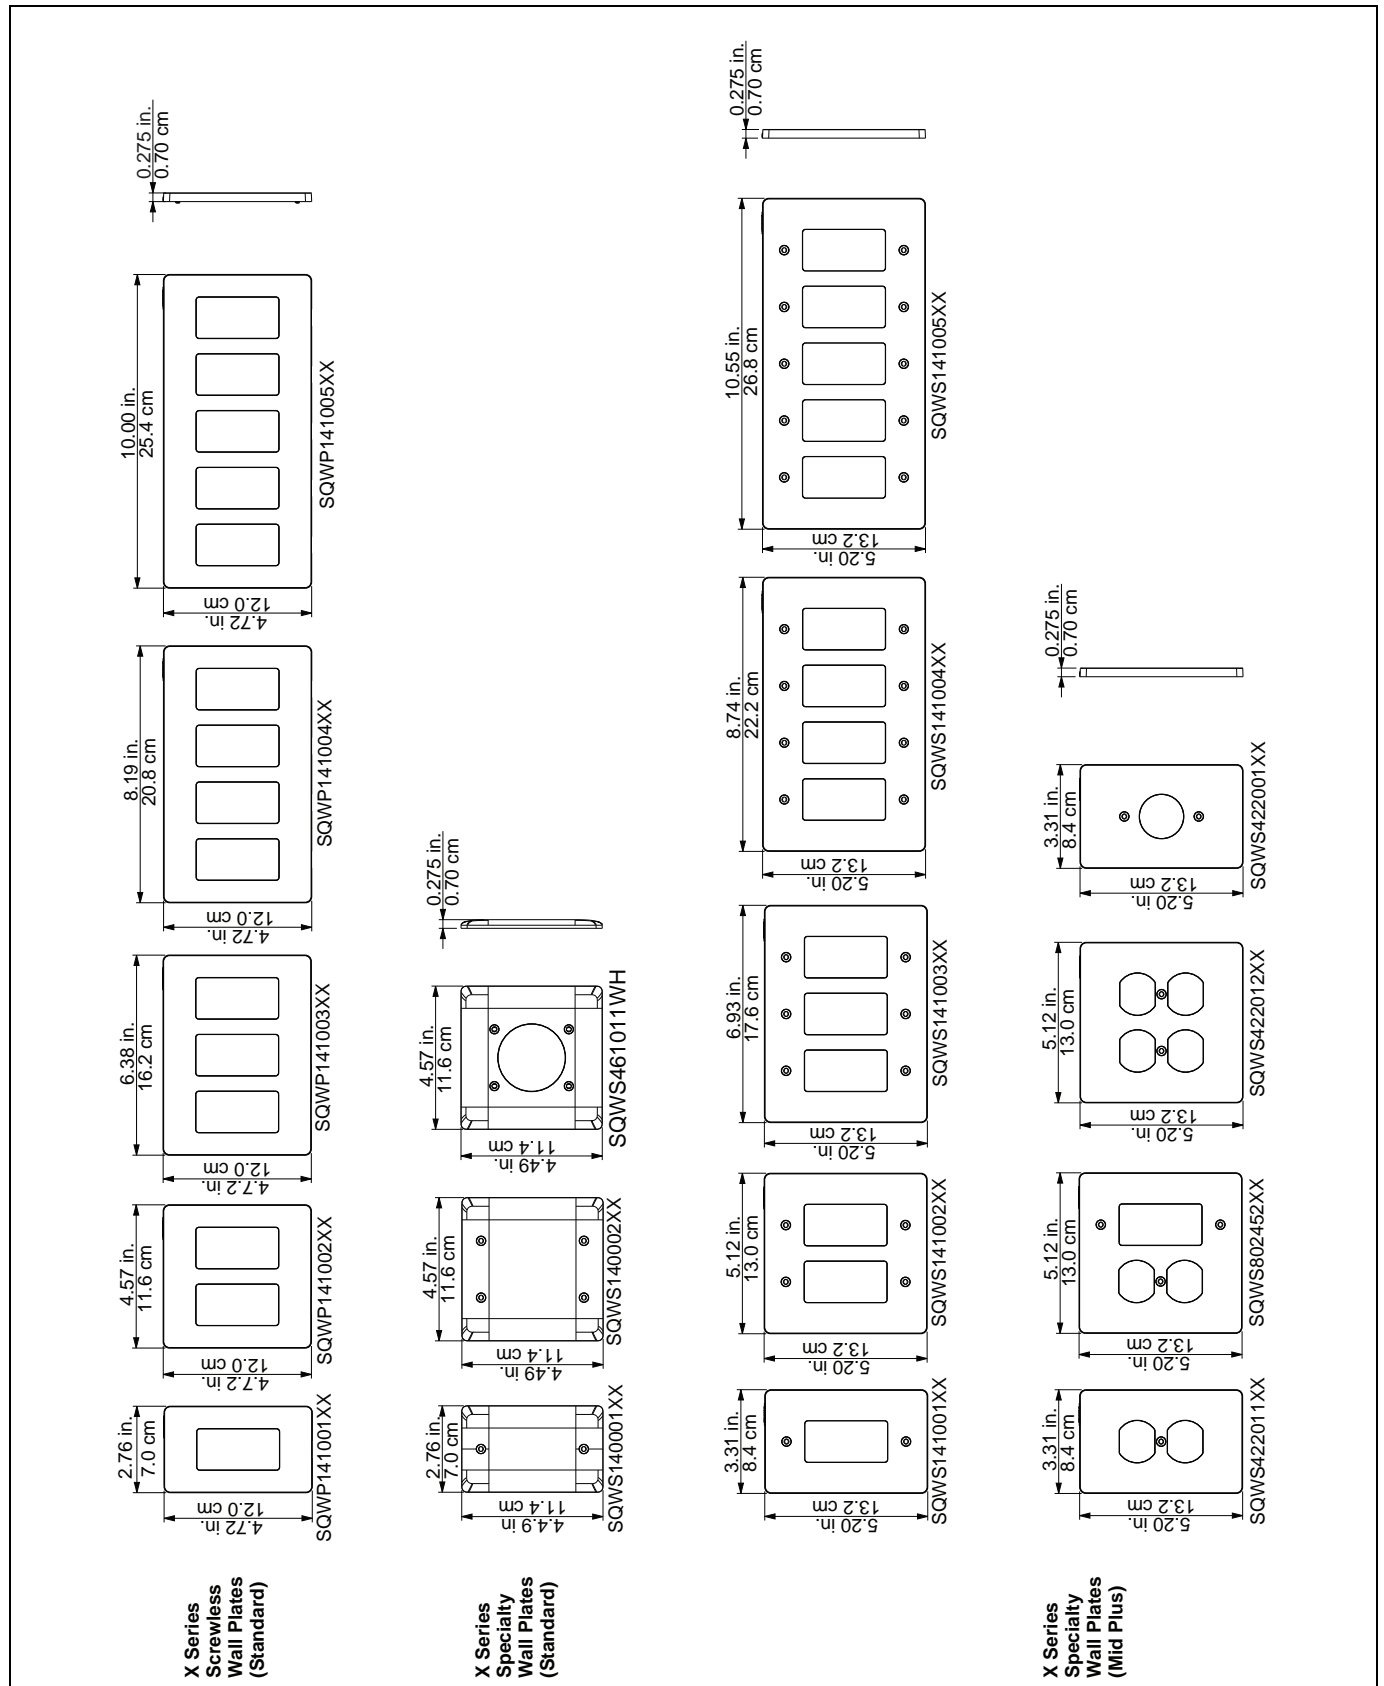 X Series
Screwless
Wall Plates
(Standard)
2.76 in.
7.0 cm
4.72 in.
12.0 cm
SQWP141001XX
4.57 in.
11.6 cm
4.7.2 in.
12.0 cm
SQWP141002XX
6.38 in.
16.2 cm
4.7.2 in.
12.0 cm
SQWP141003XX
8.19 in.
20.8 cm
4.72 in.
12.0 cm
SQWP141004XX
10.00 in.
25.4 cm
4.72 in.
12.0 cm
SQWP141005XX
0.275 in.
0.70 cm
X Series
Specialty
Wall Plates
(Standard)
2.76 in.
7.0 cm
4.4.9 in
11.4 cm
SQWS140001XX
4.57 in.
11.6 cm
4.49 in.
11.4 cm
SQWS140002XX
4.57 in.
11.6 cm
4.49 in.
11.4 cm
SQWS461011WH
0.275 in.
0.70 cm
3.31 in.
8.4 cm
5.20 in.
13.2 cm
SQWS141001XX
5.12 in.
13.0 cm
5.20 in.
13.2 cm
SQWS141002XX
6.93 in.
17.6 cm
5.20 in.
13.2 cm
SQWS141003XX
8.74 in.
22.2 cm
5.20 in.
13.2 cm
SQWS141004XX
10.55 in.
26.8 cm
5.20 in.
13.2 cm
SQWS141005XX
0.275 in.
0.70 cm
X Series
Specialty
Wall Plates
(Mid Plus)
3.31 in.
8.4 cm
5.20 in.
13.2 cm
SQWS422011XX
5.12 in.
13.0 cm
5.20 in.
13.2 cm
SQWS802452XX
5.12 in.
13.0 cm
5.20 in.
13.2 cm
SQWS422012XX
3.31 in.
8.4 cm
5.20 in.
13.2 cm
SQWS422001XX
0.275 in.
0.70 cm